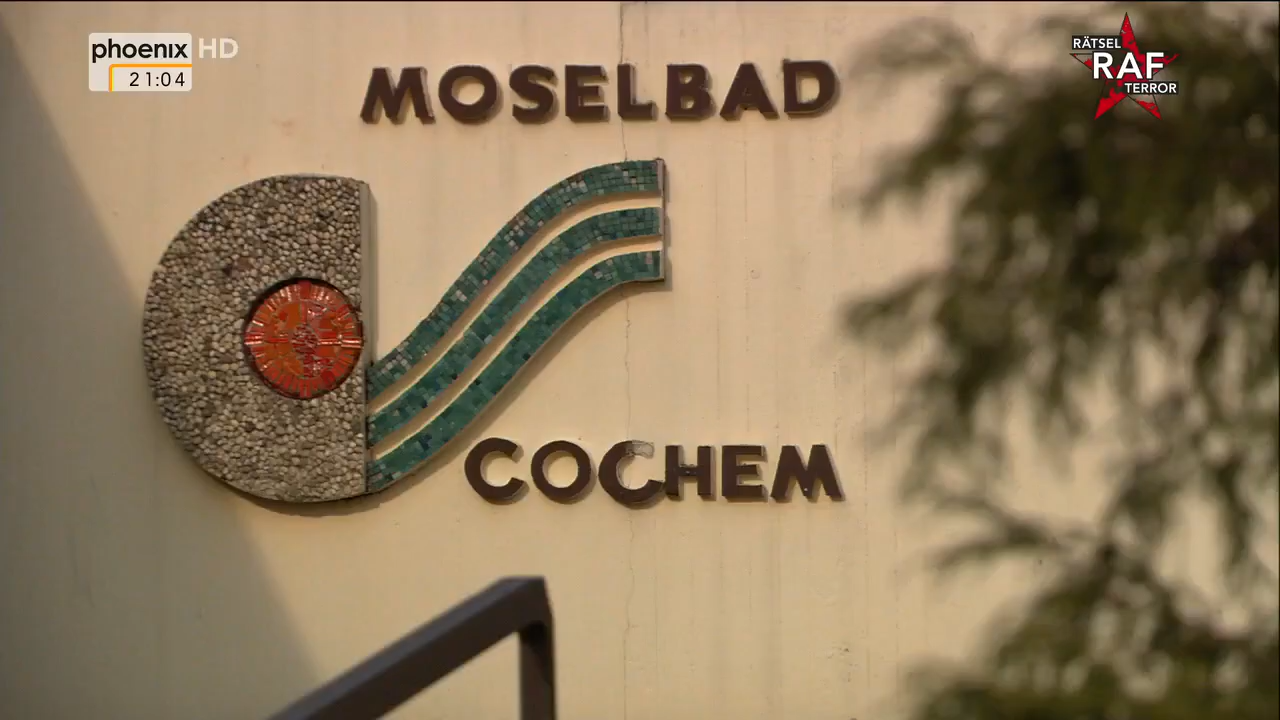 phoenix HD
21:04
RÄTSEL
RAF
TERROR
MOSELBAD
COCHEM